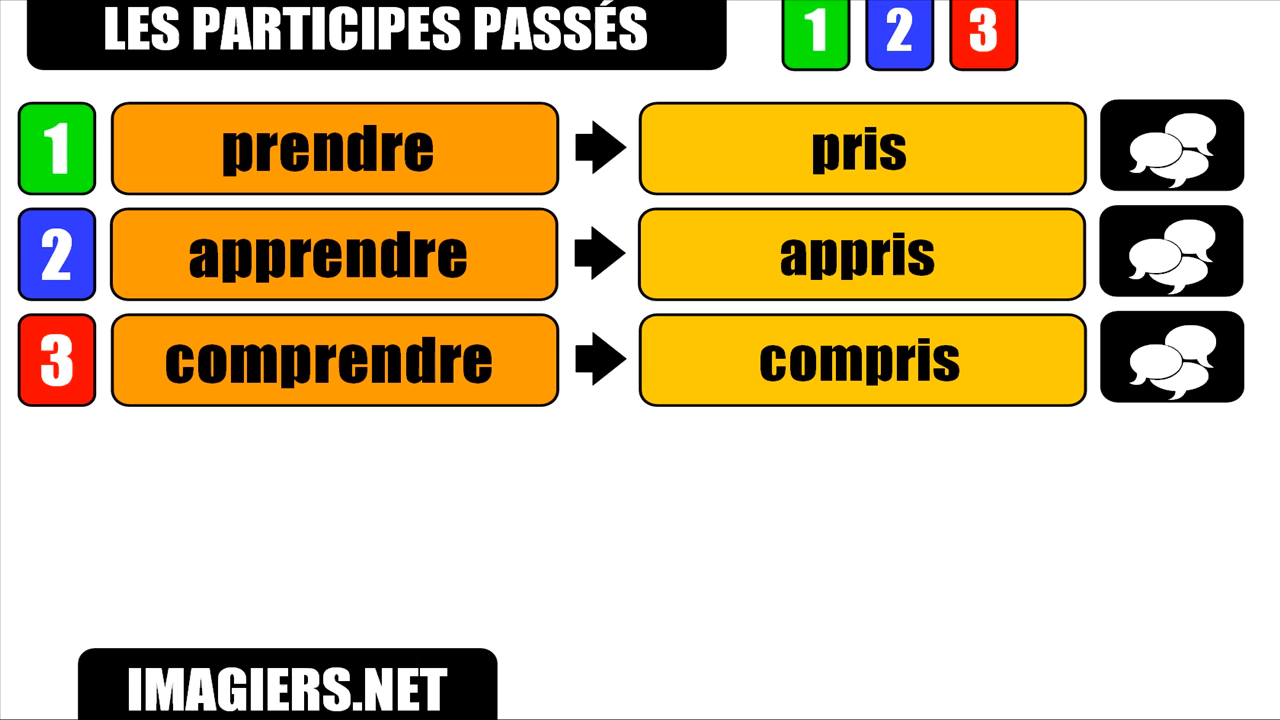 LES PARTICIPES PASSÉS 1 2 3
1 prendre pris
2 apprendre appris
3 comprendre compris
IMAGIERS.NET